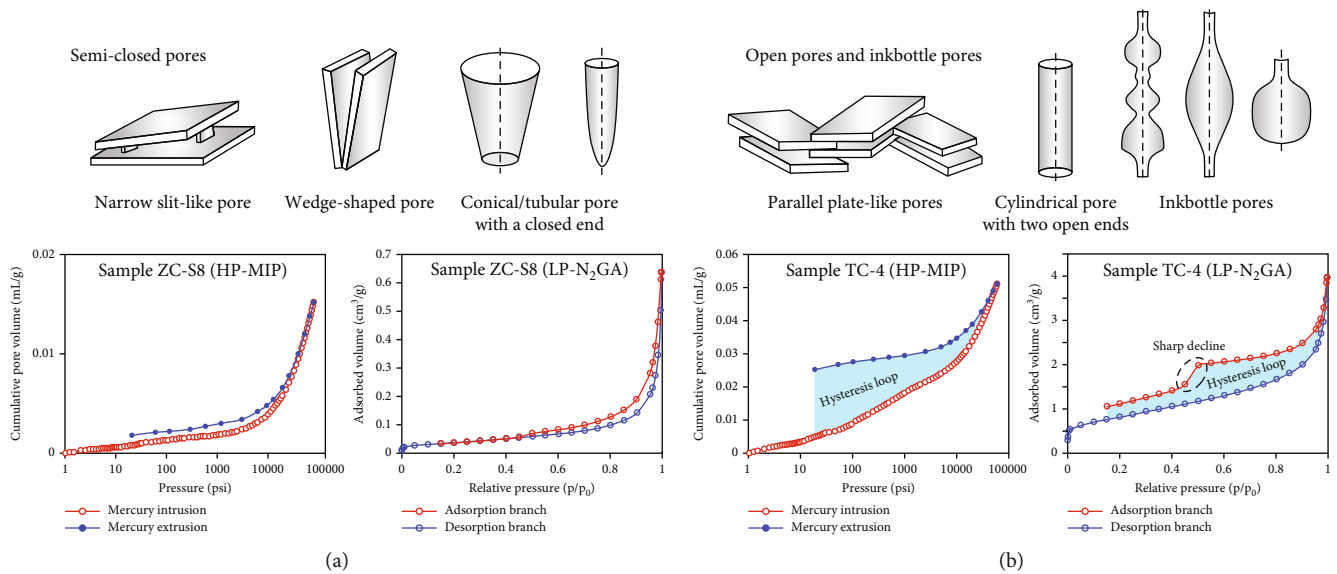 Semi-closed pores
Narrow slit-like pore
Wedge-shaped pore
Conical/tubular pore
with a closed end
Sample ZC-S8 (HP-MIP)
Cumulative pore volume (mL/g)
0.02
0.01
0
1
10
100
1000
10000
100000
Pressure (psi)
Mercury intrusion
Mercury extrusion
Sample ZC-S8 (LP-N₂GA)
Adsorbed volume (cm³/g)
0.7
0.6
0.5
0.4
0.3
0.2
0.1
0
0
0.2
0.4
0.6
0.8
1
Relative pressure (p/p₀)
Adsorption branch
Desorption branch
(a)
Open pores and inkbottle pores
Parallel plate-like pores
Cylindrical pore
with two open ends
Inkbottle pores
Sample TC-4 (HP-MIP)
Cumulative pore volume (mL/g)
0.06
0.05
0.04
0.03
0.02
0.01
0
Hysteresis loop
1
10
100
1000
10000
100000
Pressure (psi)
Mercury intrusion
Mercury extrusion
Sample TC-4 (LP-N₂GA)
Adsorbed volume (cm³/g)
4
3
2
1
0
Sharp decline
Hysteresis loop
0
0.2
0.4
0.6
0.8
1
Relative pressure (p/p₀)
Adsorption branch
Desorption branch
(b)